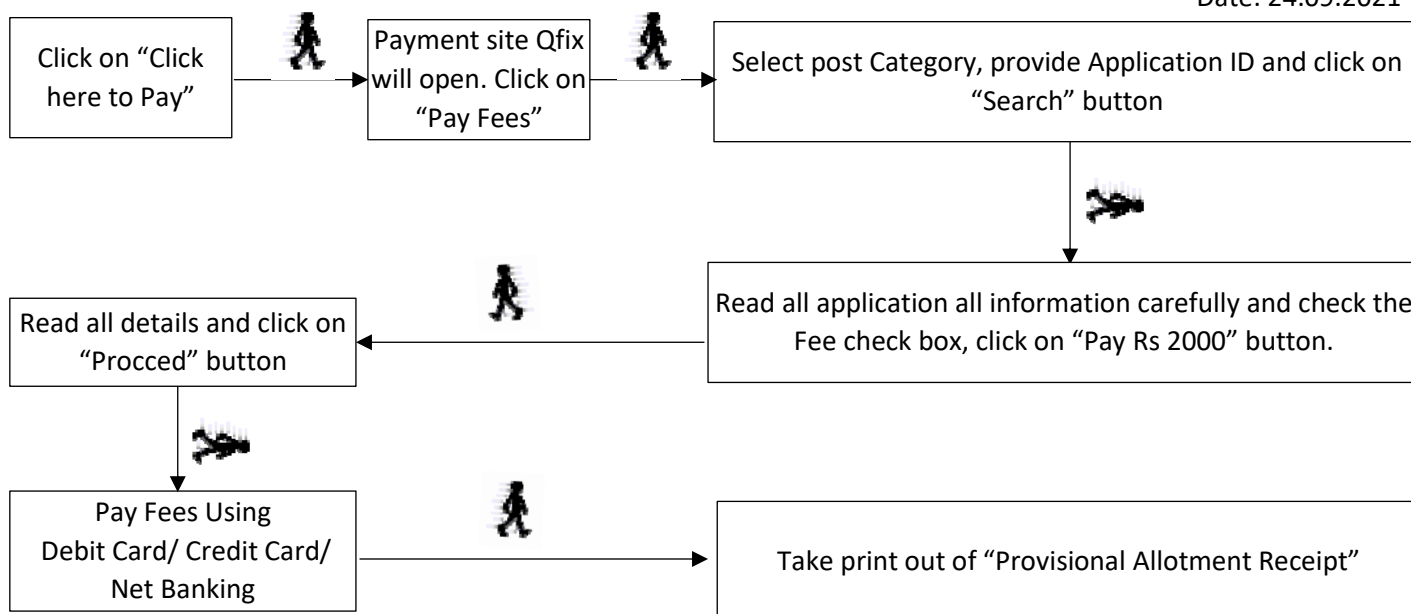 Date: 24.09.2021
Click on “Click
here to Pay”
Payment site Qfix
will open. Click on
“Pay Fees”
Select post Category, provide Application ID and click on
“Search” button
Read all application all information carefully and check the
Fee check box, click on “Pay Rs 2000” button.
Read all details and click on
“Procced” button
Pay Fees Using
Debit Card/ Credit Card/
Net Banking
Take print out of “Provisional Allotment Receipt”